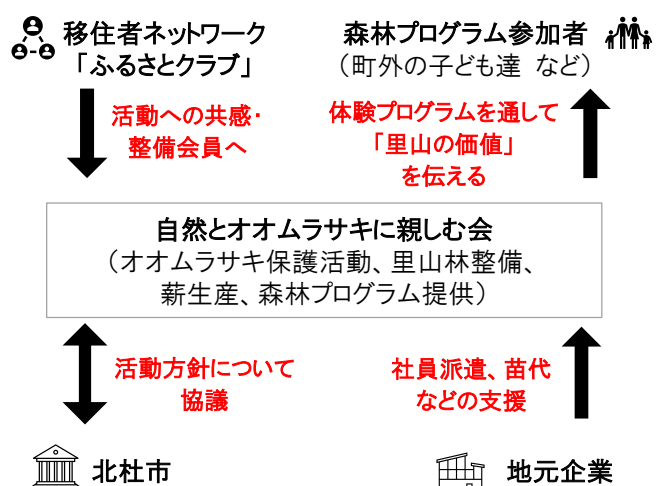 移住者ネットワーク
「ふるさとクラブ」
森林プログラム参加者
（町外の子ども達 など）
活動への共感・
整備会員へ
体験プログラムを通して
「里山の価値」
を伝える
自然とオオムラサキに親しむ会
（オオムラサキ保護活動、里山林整備、
薪生産、森林プログラム提供）
活動方針について
協議
社員派遣、苗代
などの支援
北杜市
地元企業